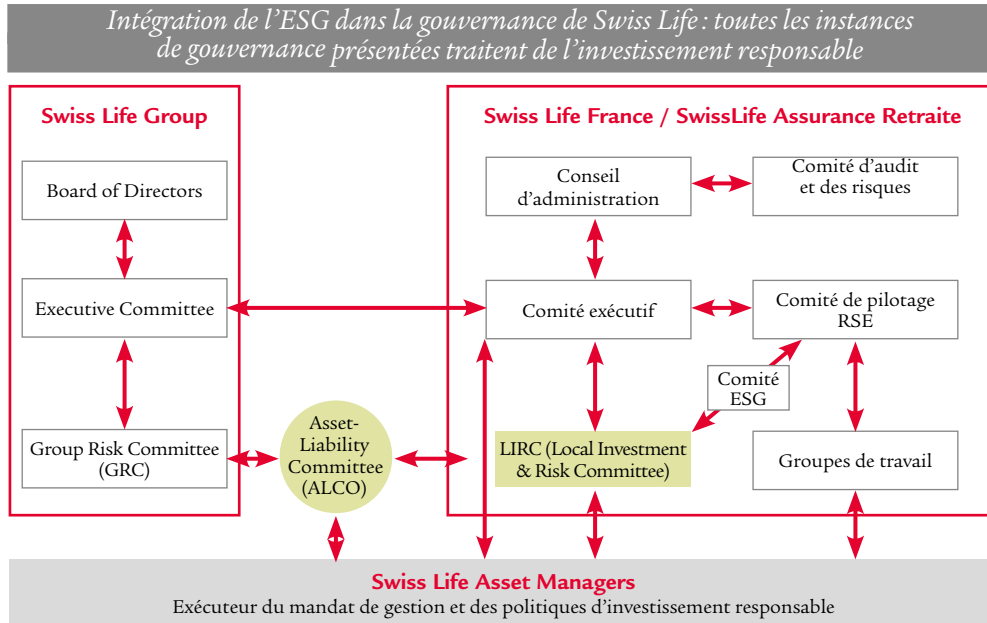 Intégration de l'ESG dans la gouvernance de Swiss Life : toutes les instances
de gouvernance présentées traitent de l'investissement responsable
Swiss Life Group
Board of Directors
Executive Committee
Group Risk Committee
(GRC)
Asset-
Liability
Committee
(ALCO)
Swiss Life France / SwissLife Assurance Retraite
Conseil
d'administration
Comité d'audit
et des risques
Comité exécutif
Comité de pilotage
RSE
Comité
ESG
LIRC (Local Investment
& Risk Committee)
Groupes de travail
Swiss Life Asset Managers
Exécuteur du mandat de gestion et des politiques d'investissement responsable